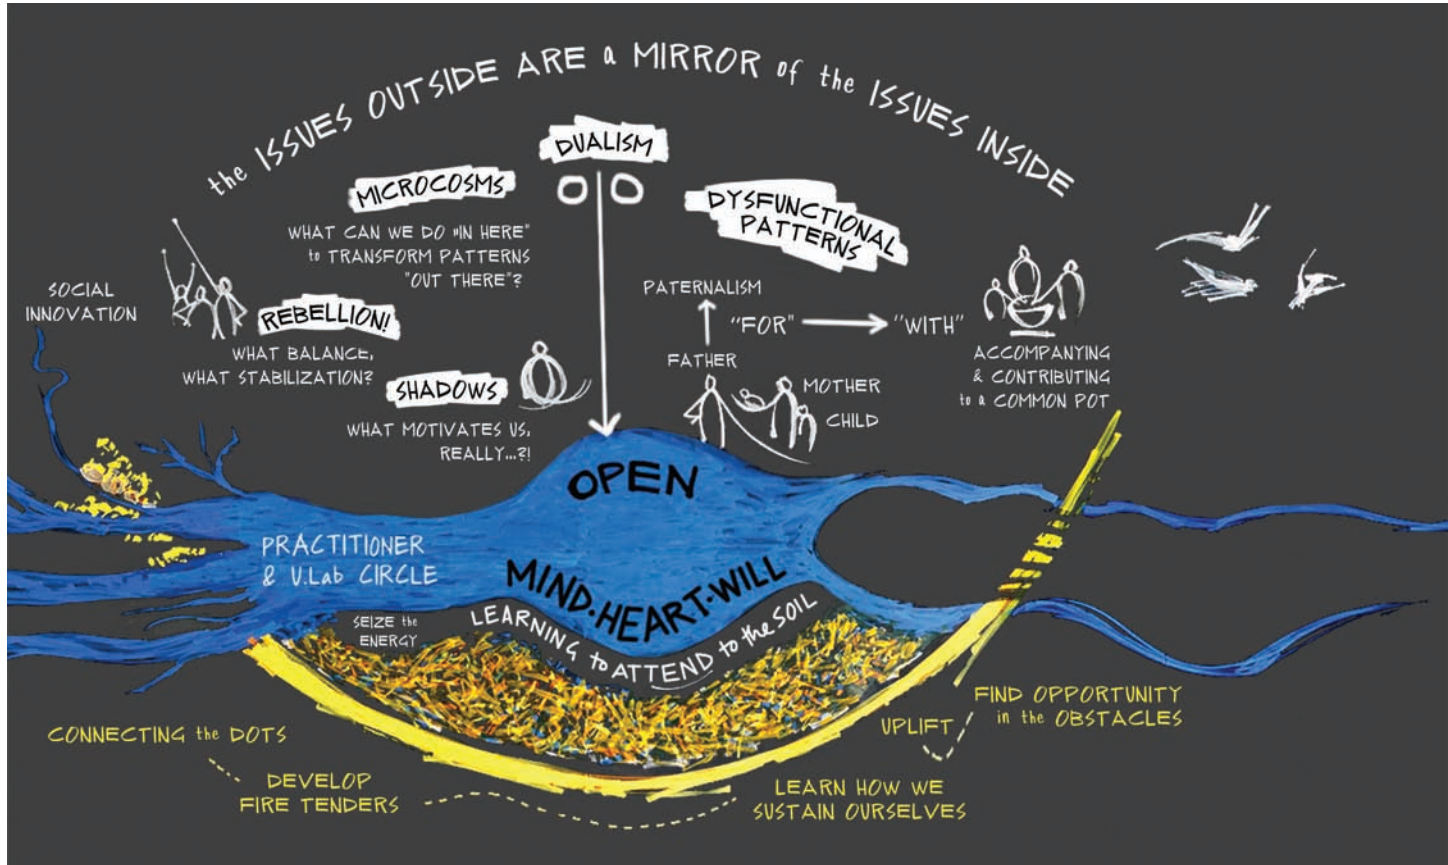 the ISSUES OUTSIDE ARE a MIRROR of the ISSUES INSIDE
DUALISM
MICROCOSMS
WHAT CAN WE DO "IN HERE"
to TRANSFORM PATTERNS
"OUT THERE"?
DYSFUNCTIONAL
PATTERNS
SOCIAL
INNOVATION
REBELLION!
WHAT BALANCE,
WHAT STABILIZATION?
SHADOWS
WHAT MOTIVATES US,
REALLY...?!
PATERNALISM
"FOR"
"WITH"
FATHER
MOTHER
CHILD
ACCOMPANYING
& CONTRIBUTING
to a COMMON POT
OPEN
MIND.HEART.WILL
PRACTITIONER
& U.Lab CIRCLE
SEIZE the
ENERGY
LEARNING to ATTEND to the SOIL
CONNECTING the DOTS
DEVELOP
FIRE TENDERS
LEARN HOW WE
SUSTAIN OURSELVES
UPLIFT
FIND OPPORTUNITY
in the OBSTACLES